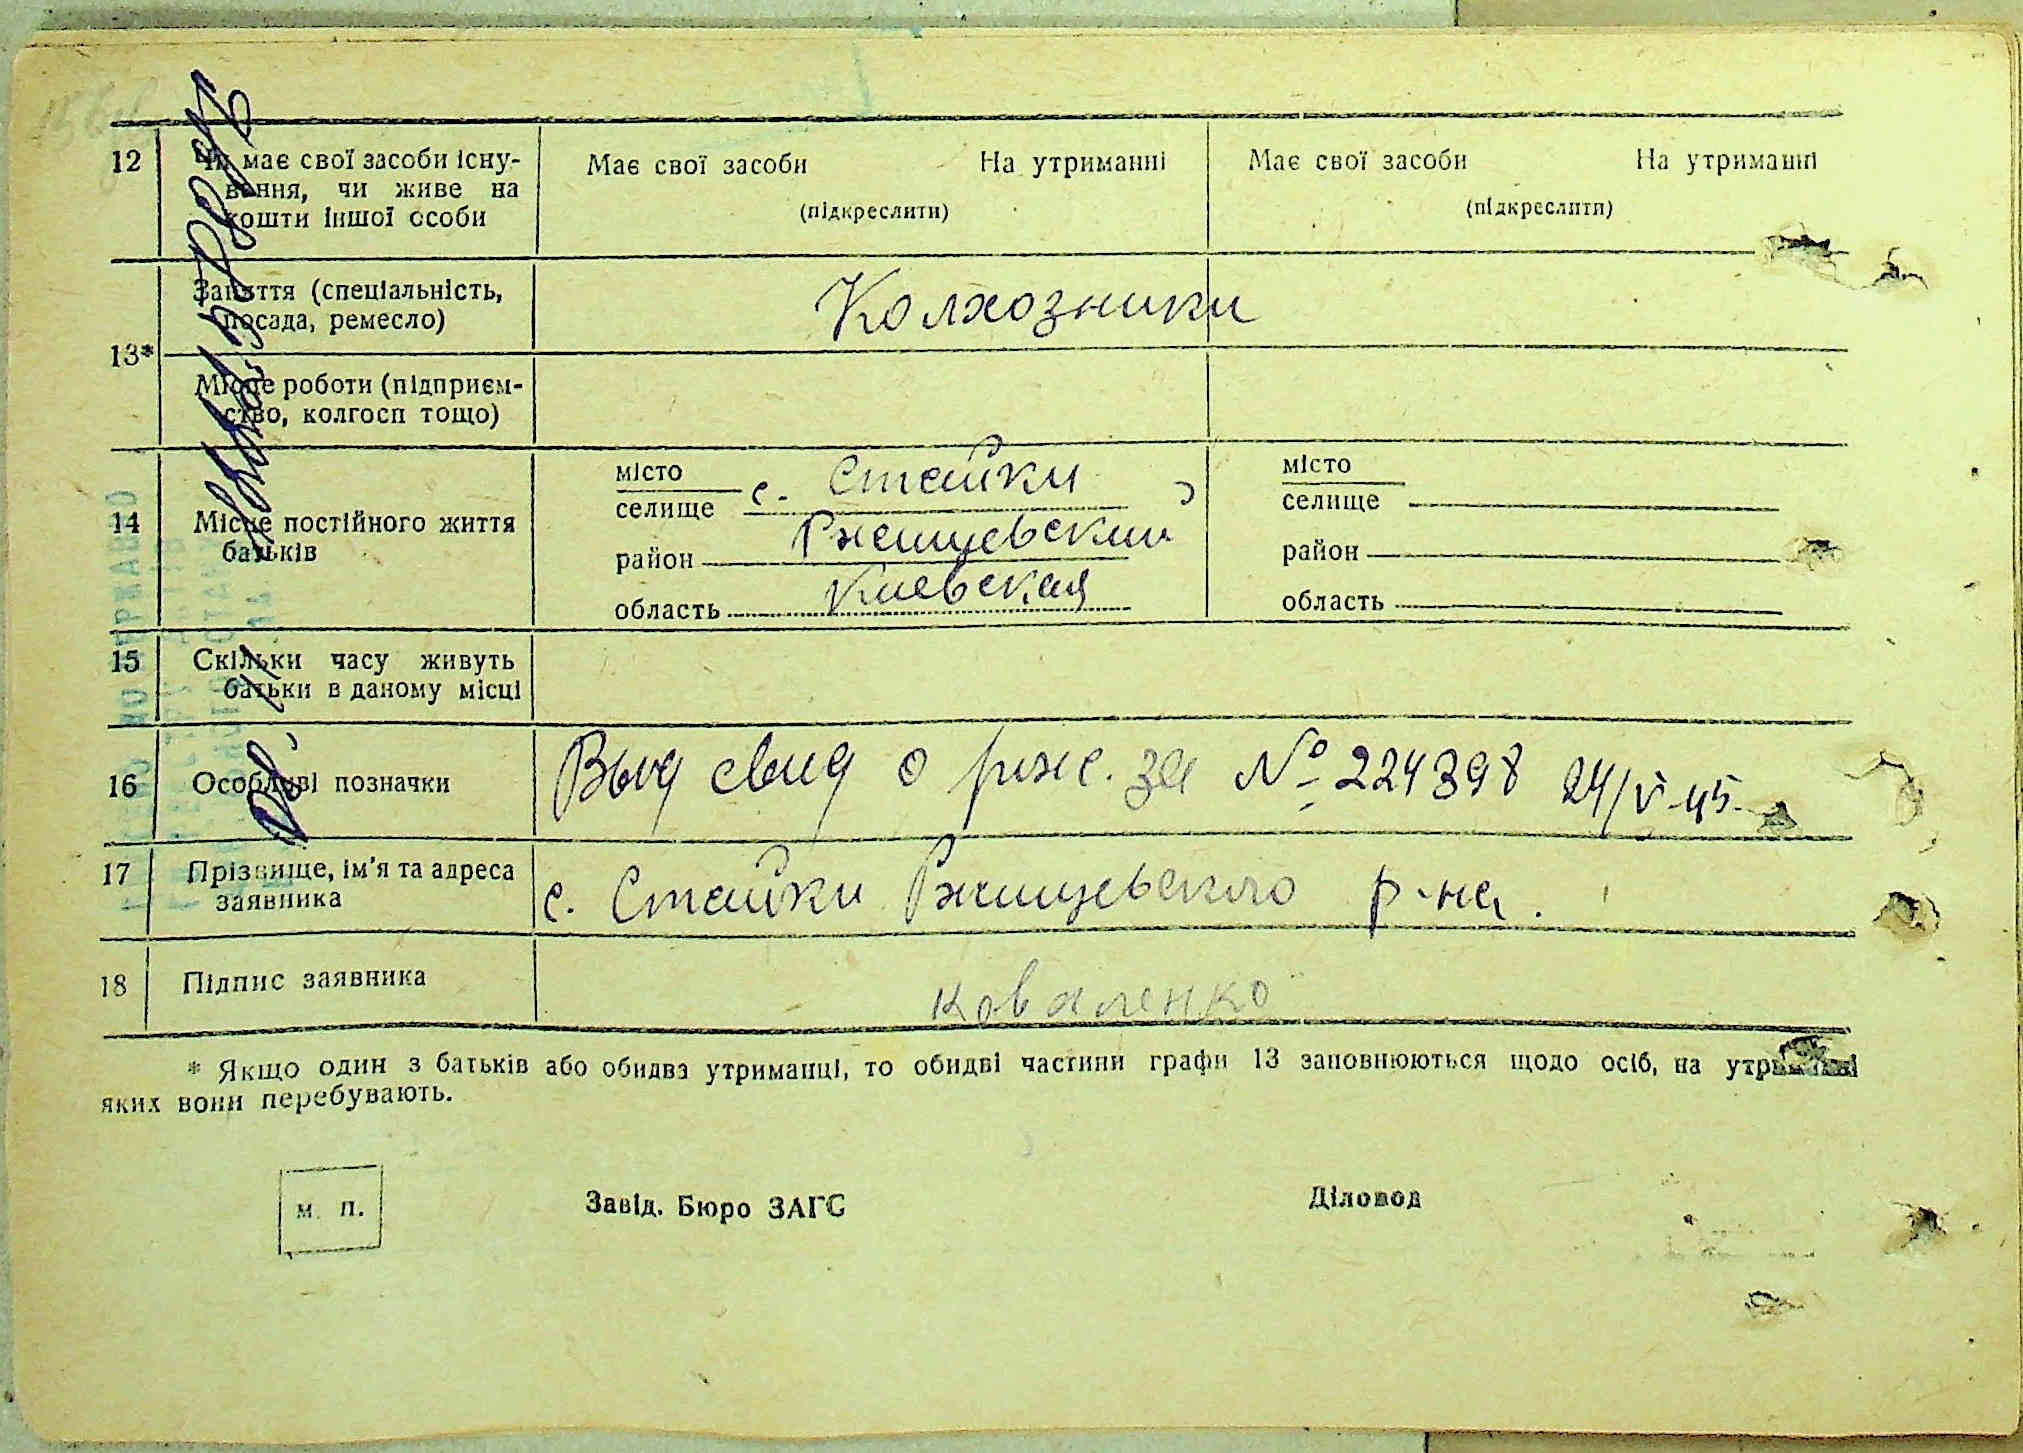 12 Чи має свої засоби існу-
вання, чи живе на
кошти іншої особи
Має свої засоби На утриманні
(підкреслити)
Має свої засоби На утриманні
(підкреслити)
13*
Заняття (спеціальність,
посада, ремесло)
Колхозники
Місце роботи (підприєм-
ство, колгосп тощо)
14 Місце постійного життя
батьків
місто
селище с. Стайки
район Ржищевский
область Киевская
місто
селище
район
область
15 Скільки часу живуть
батьки в даному місці
16 Особливі позначки
Выд свид о рож. за № 224398 24/V-45
17 Прізвище, ім'я та адреса
заявника
с. Стайки Ржищевского р-на.
18 Підпис заявника
Коваленко
* Якщо один з батьків або обидва утриманці, то обидві частини графи 13 заповнюються щодо осіб, на утриманні
яких вони перебувають.
м. п.
Завід. Бюро ЗАГС
Діловод